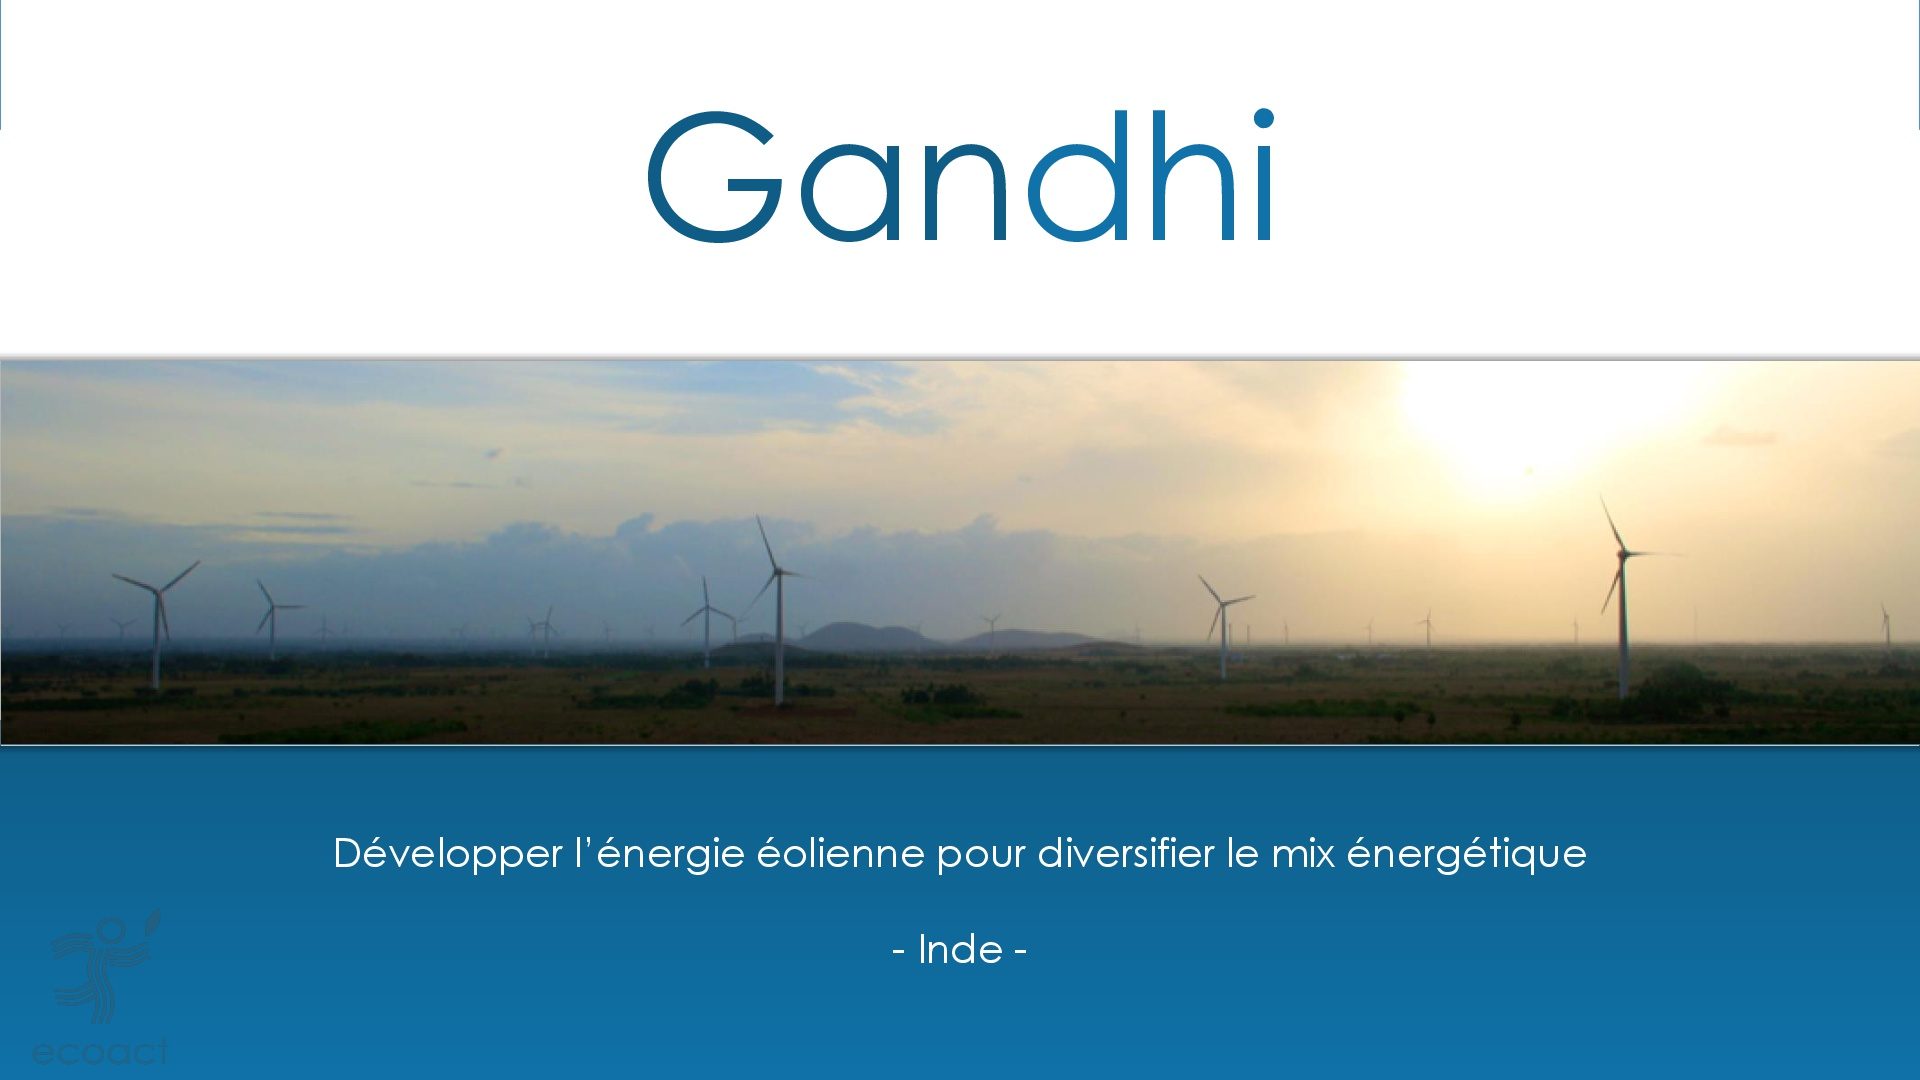 Gandhi
Développer l’énergie éolienne pour diversifier le mix énergétique
- Inde -
ecoact